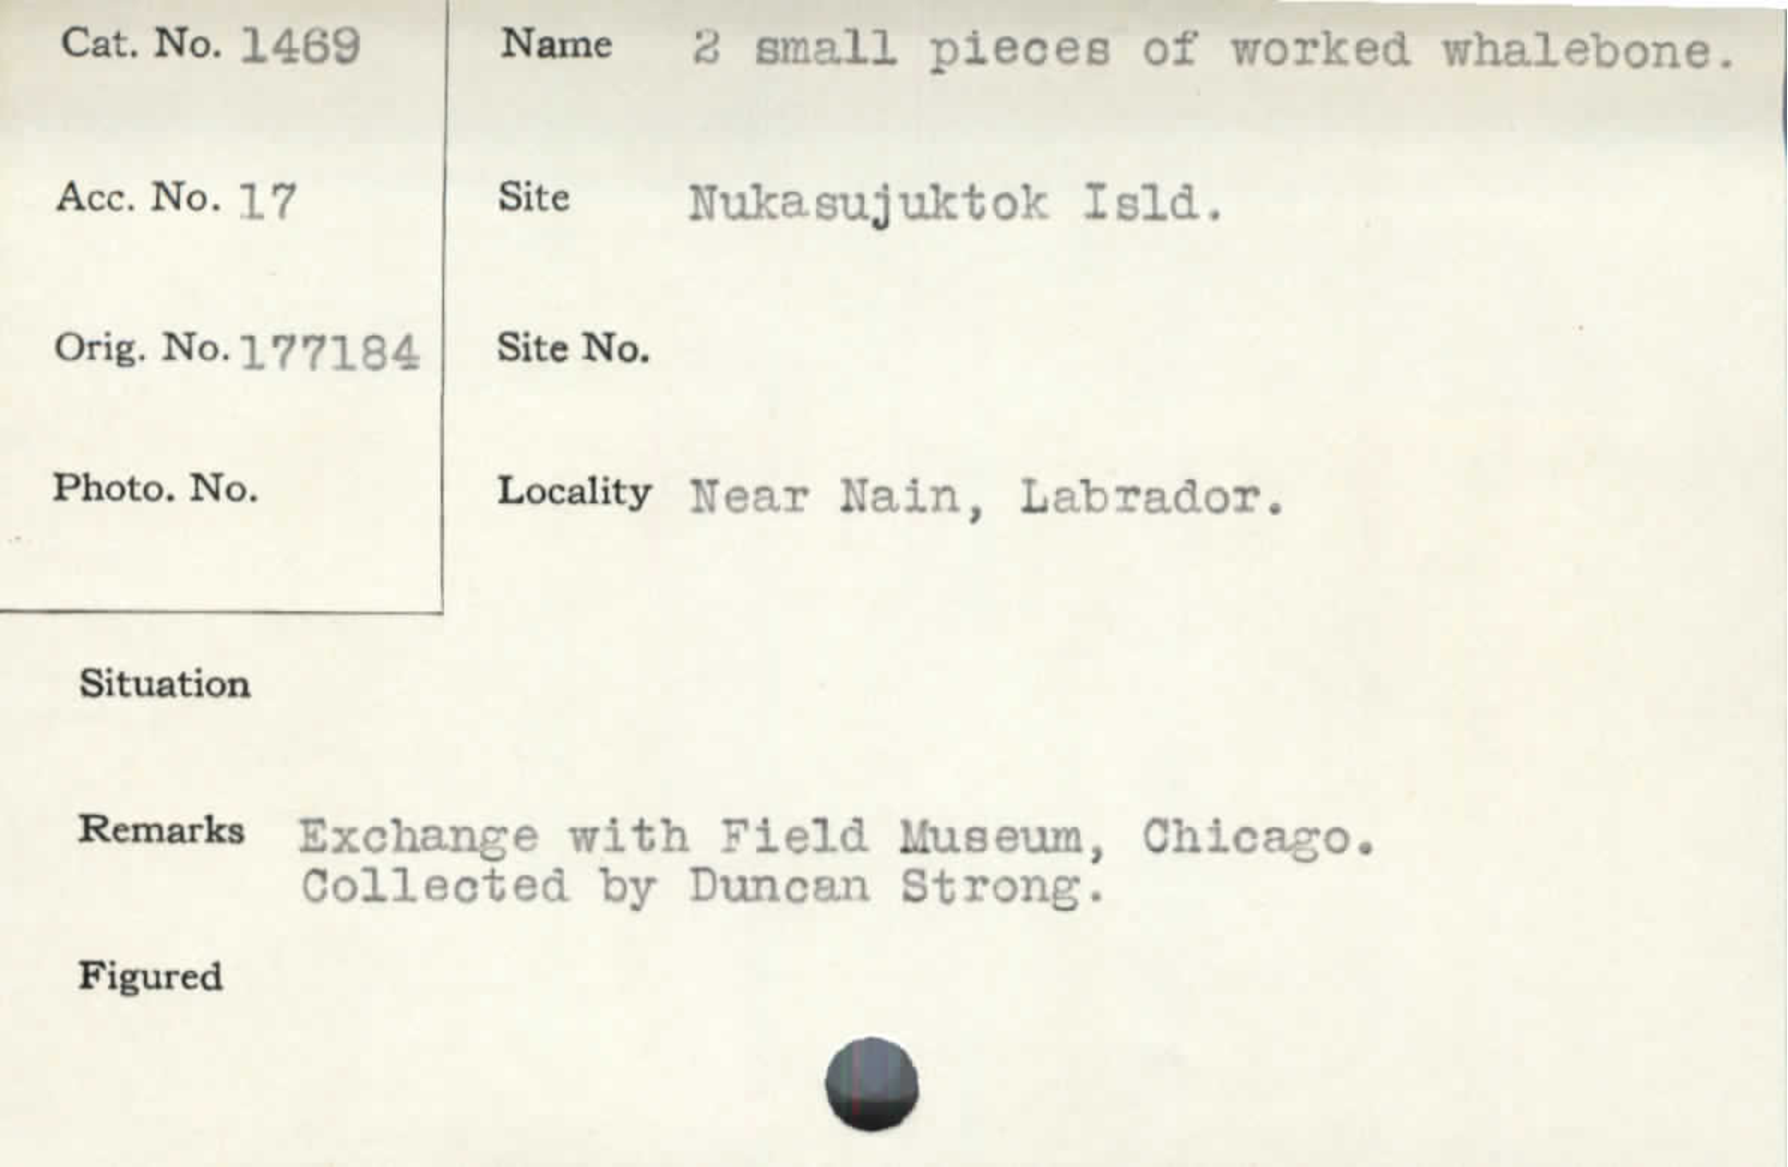 Cat. No. 1469
Name 2 small pieces of worked whalebone.
Acc. No. 17
Site Nukasujuktok Isld.
Orig. No. 177184
Site No.
Photo. No.
Locality Near Nain, Labrador.
Situation
Remarks Exchange with Field Museum, Chicago.
Collected by Duncan Strong.
Figured